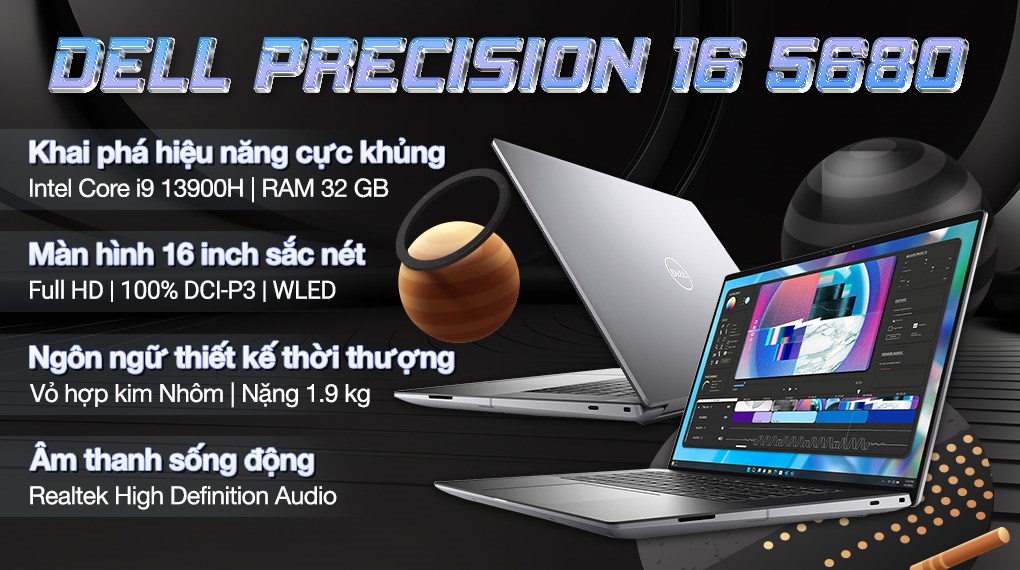 DELL PRECISION 16 5680
Khai phá hiệu năng cực khủng
Intel Core i9 13900H | RAM 32 GB
Màn hình 16 inch sắc nét
Full HD | 100% DCI-P3 | WLED
Ngôn ngữ thiết kế thời thượng
Vỏ hợp kim Nhôm | Nặng 1.9 kg
Âm thanh sống động
Realtek High Definition Audio
DELL